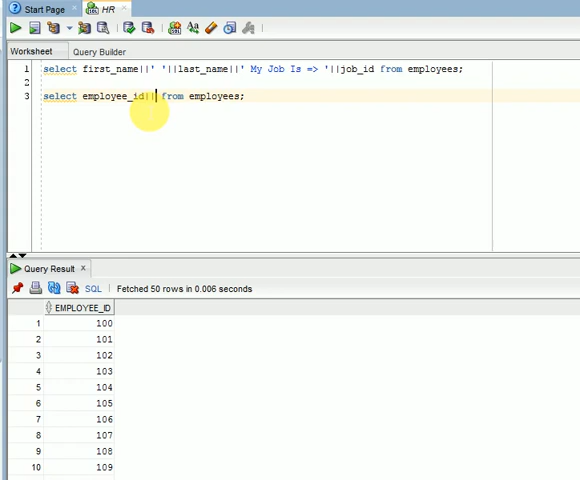 Start Page HR
Worksheet Query Builder
1 select first_name||' '||last_name||' My Job Is => '||job_id from employees;
2
3 select employee_id|| from employees;
Query Result x
SQL | Fetched 50 rows in 0.006 seconds
EMPLOYEE_ID
1 100
2 101
3 102
4 103
5 104
6 105
7 106
8 107
9 108
10 109